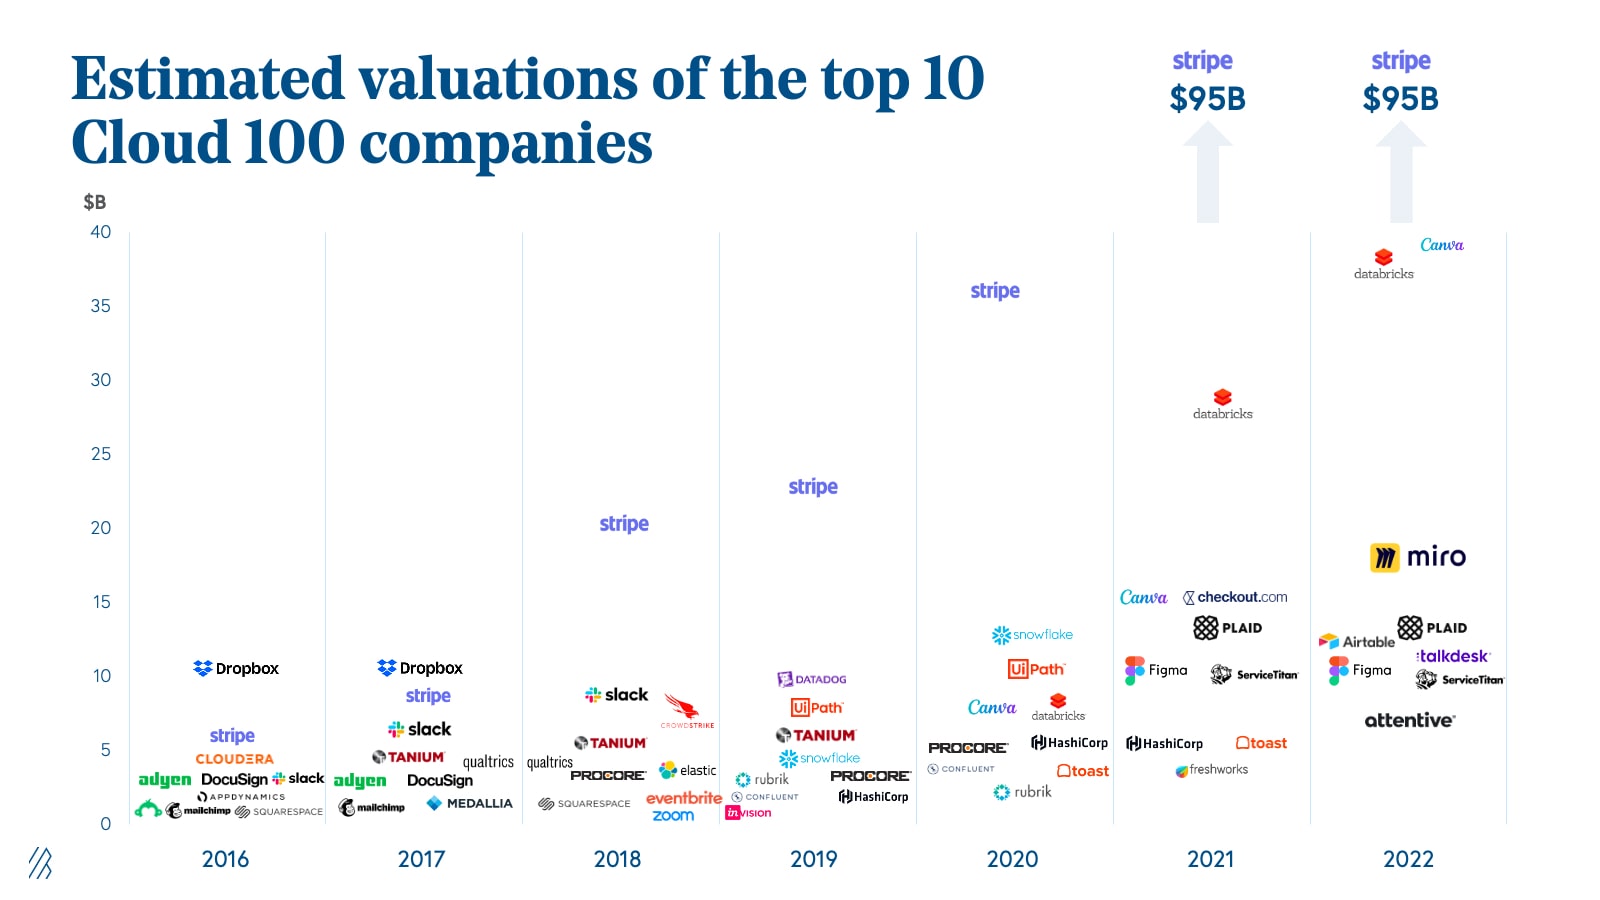 Estimated valuations of the top 10
Cloud 100 companies
stripe
$95B
stripe
$95B
$B
40
35
30
25
20
15
10
5
0
Dropbox
stripe
CLOUDERA
adyen DocuSign slack
APPDYNAMICS
mailchimp SQUARESPACE
2016
Dropbox
stripe
slack
TANIUM qualtrics
adyen DocuSign
mailchimp MEDALLIA
2017
stripe
slack
CROWDSTRIKE
TANIUM
qualtrics
PROCORE elastic
SQUARESPACE eventbrite
zoom
2018
stripe
DATADOG
UiPath
TANIUM
snowflake
rubrik PROCORE
CONFLUENT HashiCorp
inVISION
2019
stripe
snowflake
UiPath
Canva databricks
PROCORE HashiCorp
CONFLUENT toast
rubrik
2020
databricks
Canva checkout.com
PLAID
Figma ServiceTitan
HashiCorp toast
freshworks
2021
Canva
databricks
miro
PLAID
Airtable
talkdesk
Figma ServiceTitan
attentive
2022